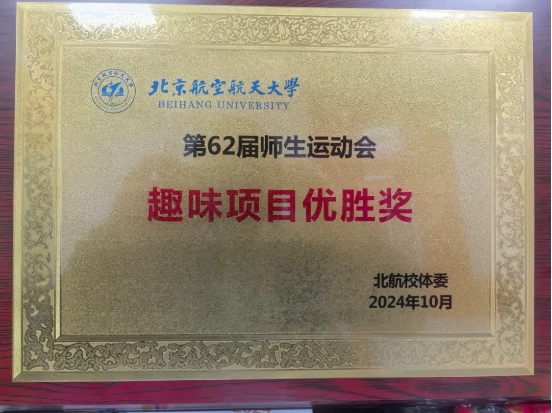 北京航空航天大學
BEIHANG UNIVERSITY
第62届师生运动会
趣味项目优胜奖
北航校体委
2024年10月